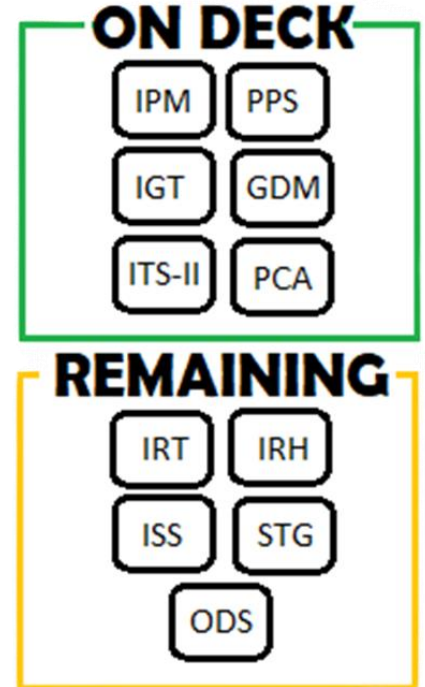 ON DECK
IPM PPS
IGT GDM
ITS-II PCA
REMAINING
IRT IRH
ISS STG
ODS